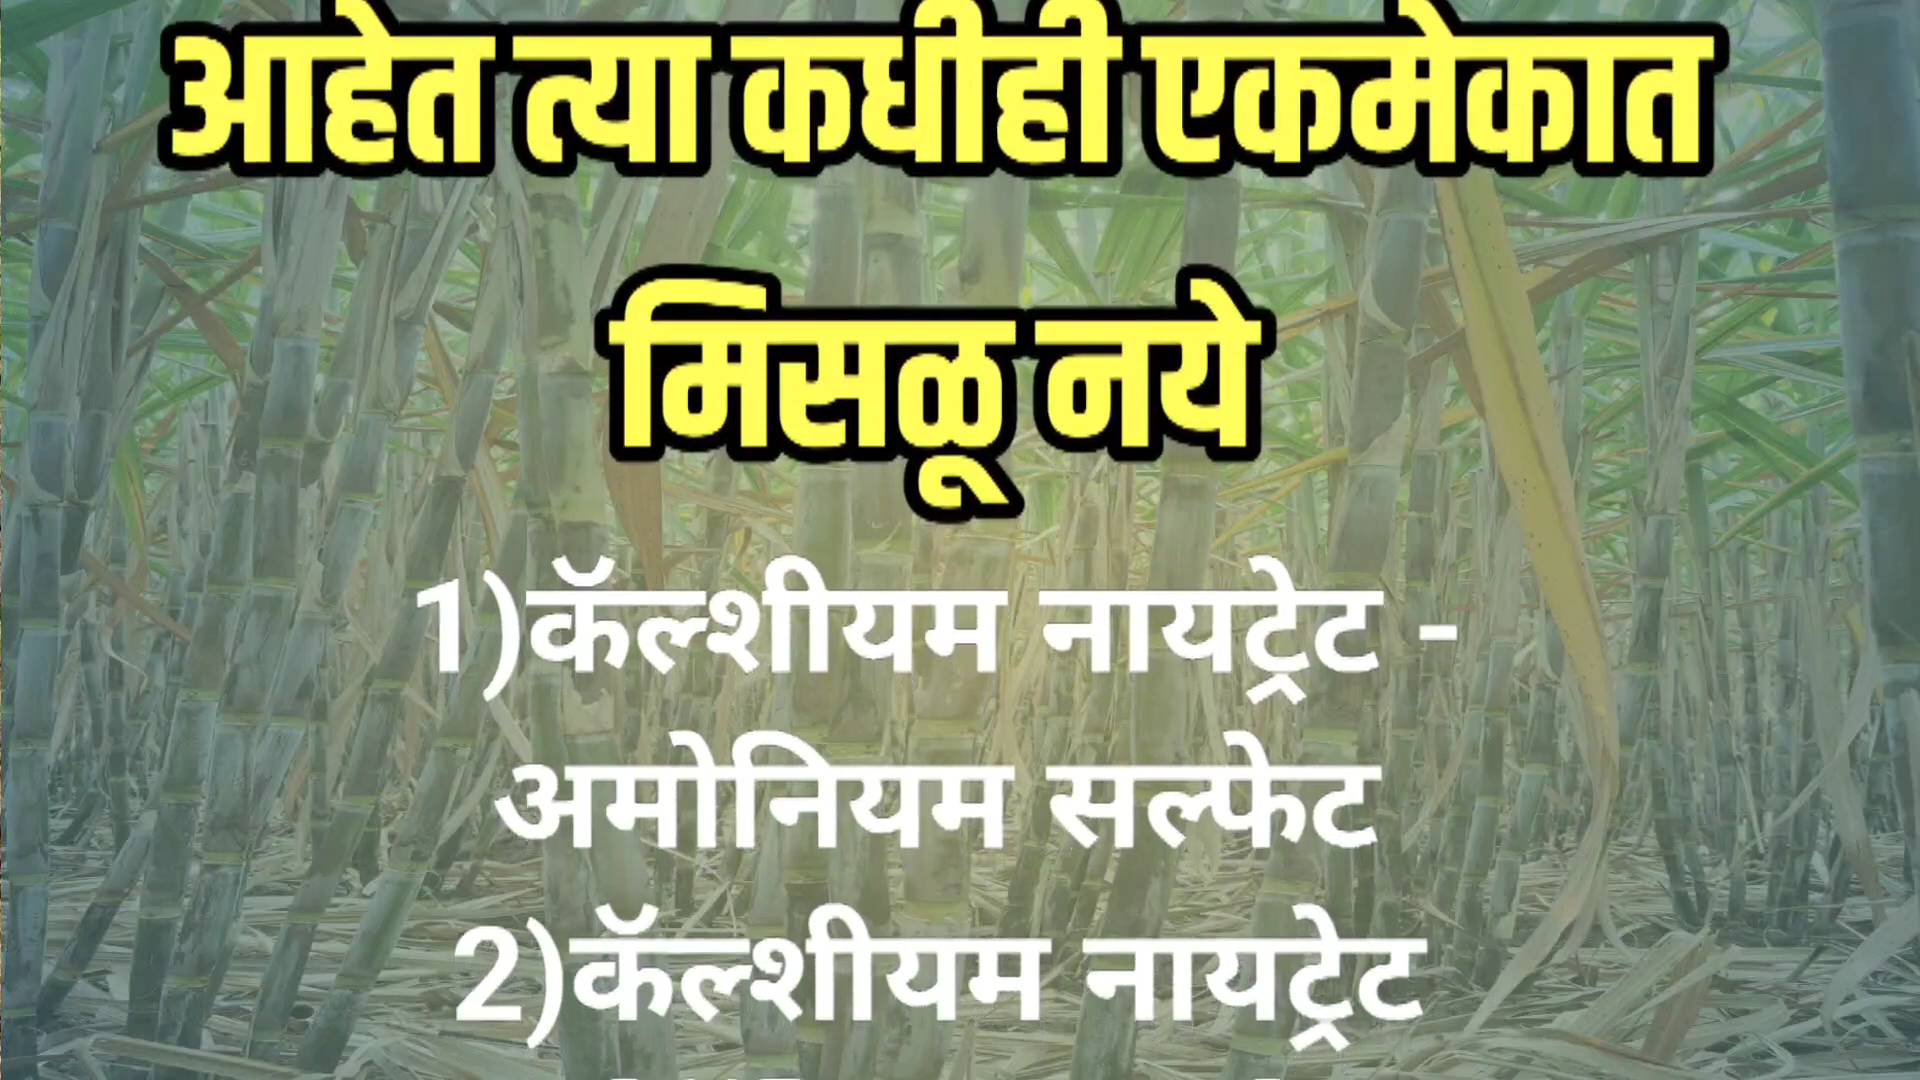 आहेत त्या कधीही एकमेकात
मिसळू नये
1)कॅल्शीयम नायट्रेट -
अमोनियम सल्फेट
2)कॅल्शीयम नायट्रेट